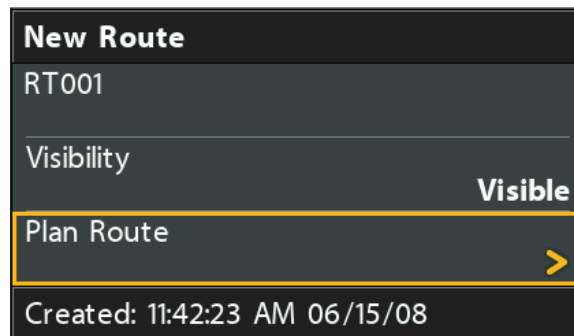 New Route
RT001
Visibility
Visible
Plan Route
Created: 11:42:23 AM 06/15/08